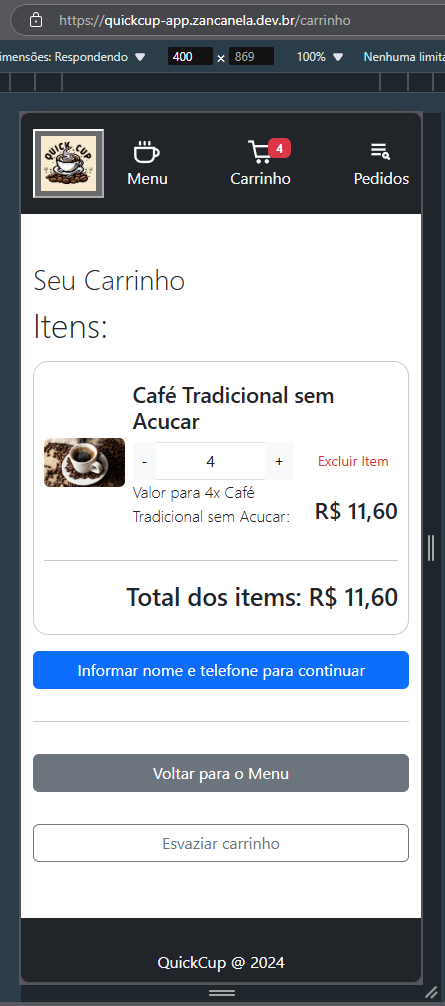 https://quickcup-app.zancanela.dev.br/carrinho
imensões: Respondendo ▼ 400 × 869 100% ▼ Nenhuma limita
QUICK.CUP
Menu
4
Carrinho
Pedidos
Seu Carrinho
Itens:
Café Tradicional sem
Acucar
- 4 + Excluir Item
Valor para 4x Café
Tradicional sem Acucar:
R$ 11,60
Total dos items: R$ 11,60
Informar nome e telefone para continuar
Voltar para o Menu
Esvaziar carrinho
QuickCup @ 2024